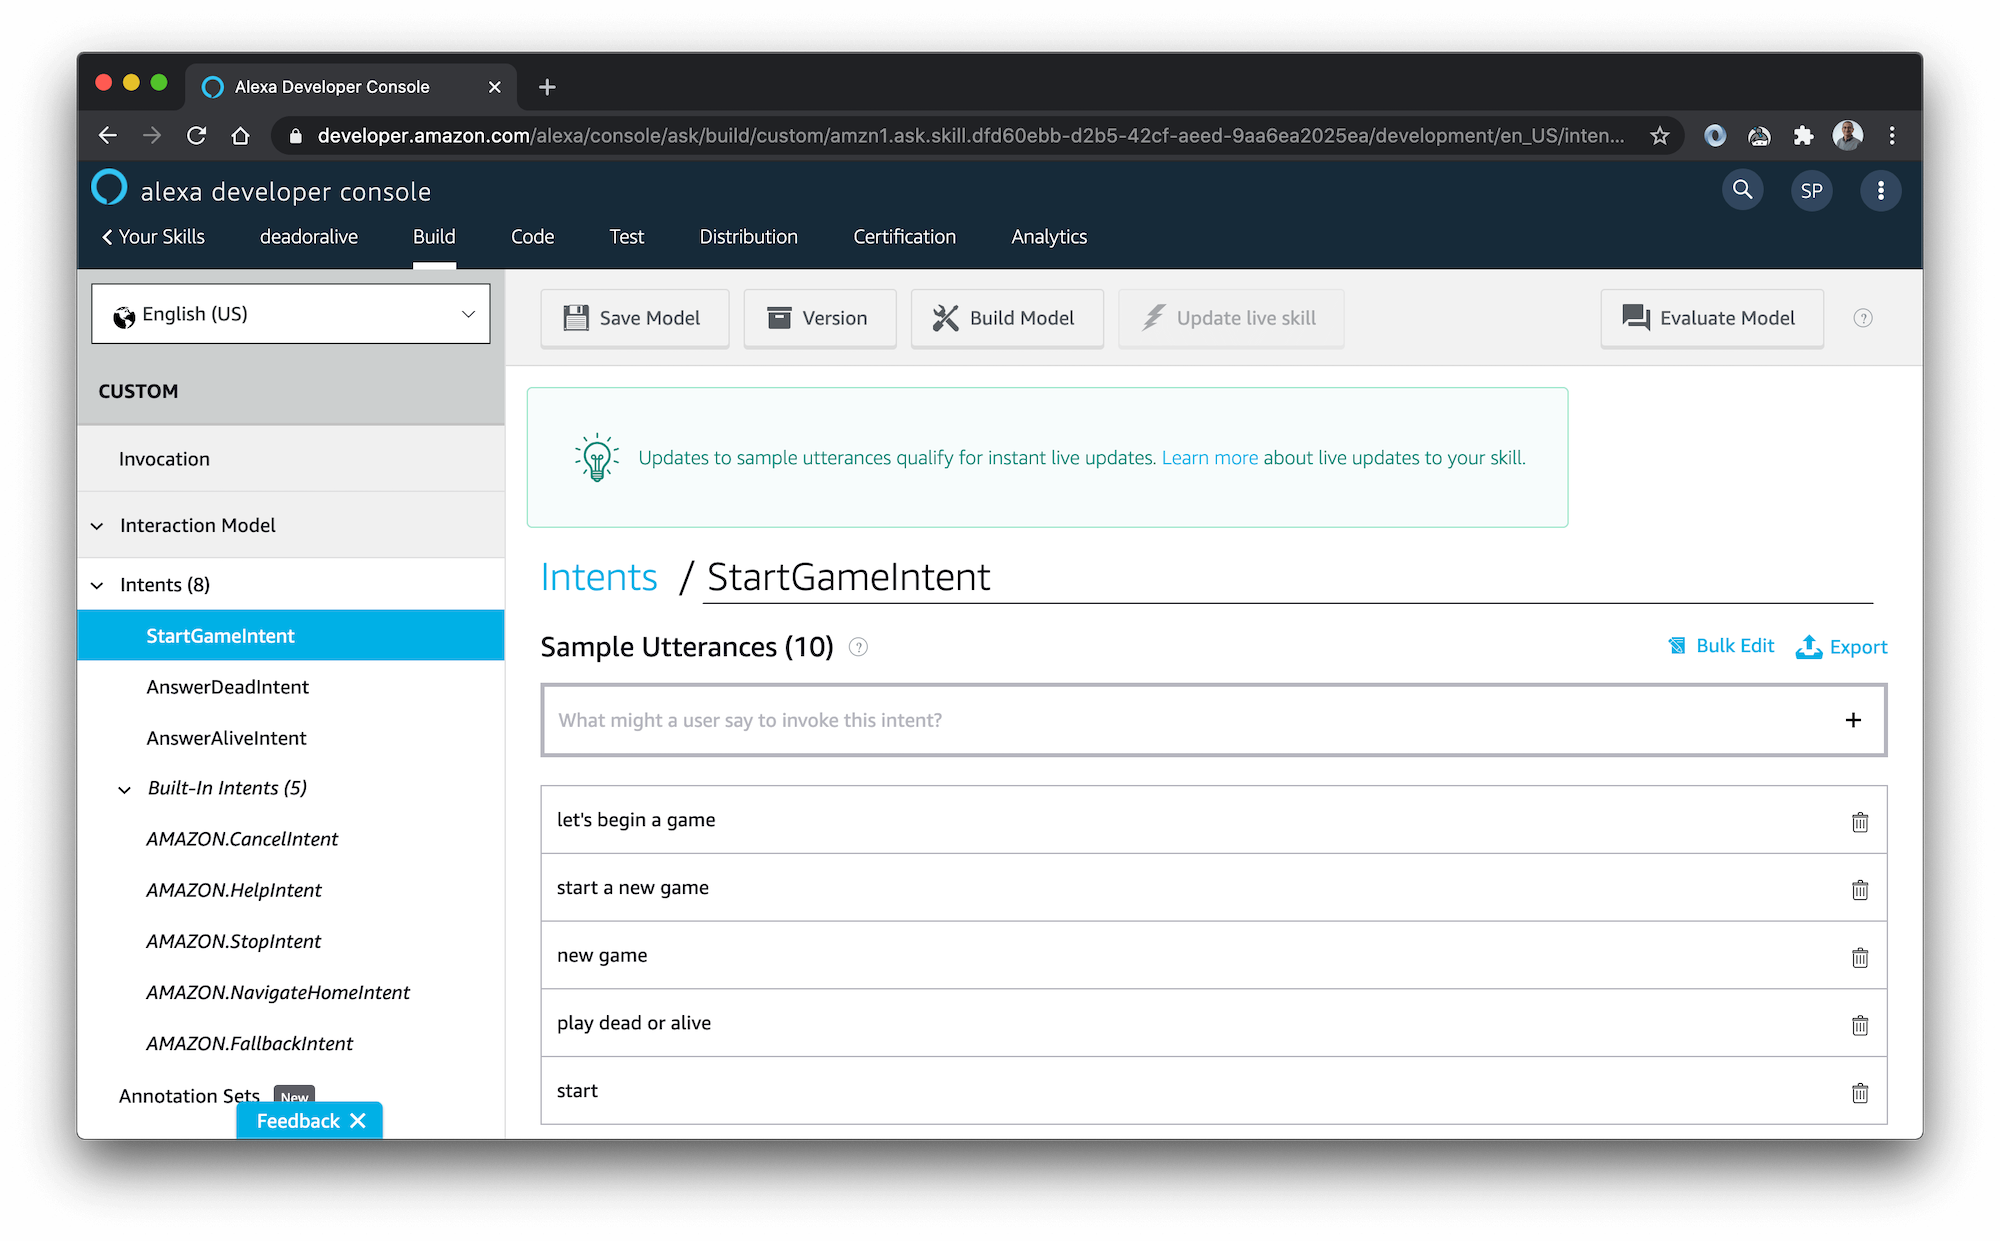 Alexa Developer Console
developer.amazon.com/alexa/console/ask/build/custom/amzn1.ask.skill.dfd60ebb-d2b5-42cf-aeed-9aa6ea2025ea/development/en_US/inten...
alexa developer console
SP
Your Skills deadoralive Build Code Test Distribution Certification Analytics
English (US)
Save Model Version Build Model Update live skill Evaluate Model ?
CUSTOM
Invocation
Interaction Model
Intents (8)
StartGameIntent
AnswerDeadIntent
AnswerAliveIntent
Built-In Intents (5)
AMAZON.CancelIntent
AMAZON.HelpIntent
AMAZON.StopIntent
AMAZON.NavigateHomeIntent
AMAZON.FallbackIntent
Annotation Sets New
Feedback
Updates to sample utterances qualify for instant live updates. Learn more about live updates to your skill.
Intents / StartGameIntent
Sample Utterances (10) ? Bulk Edit Export
What might a user say to invoke this intent?
let's begin a game
start a new game
new game
play dead or alive
start